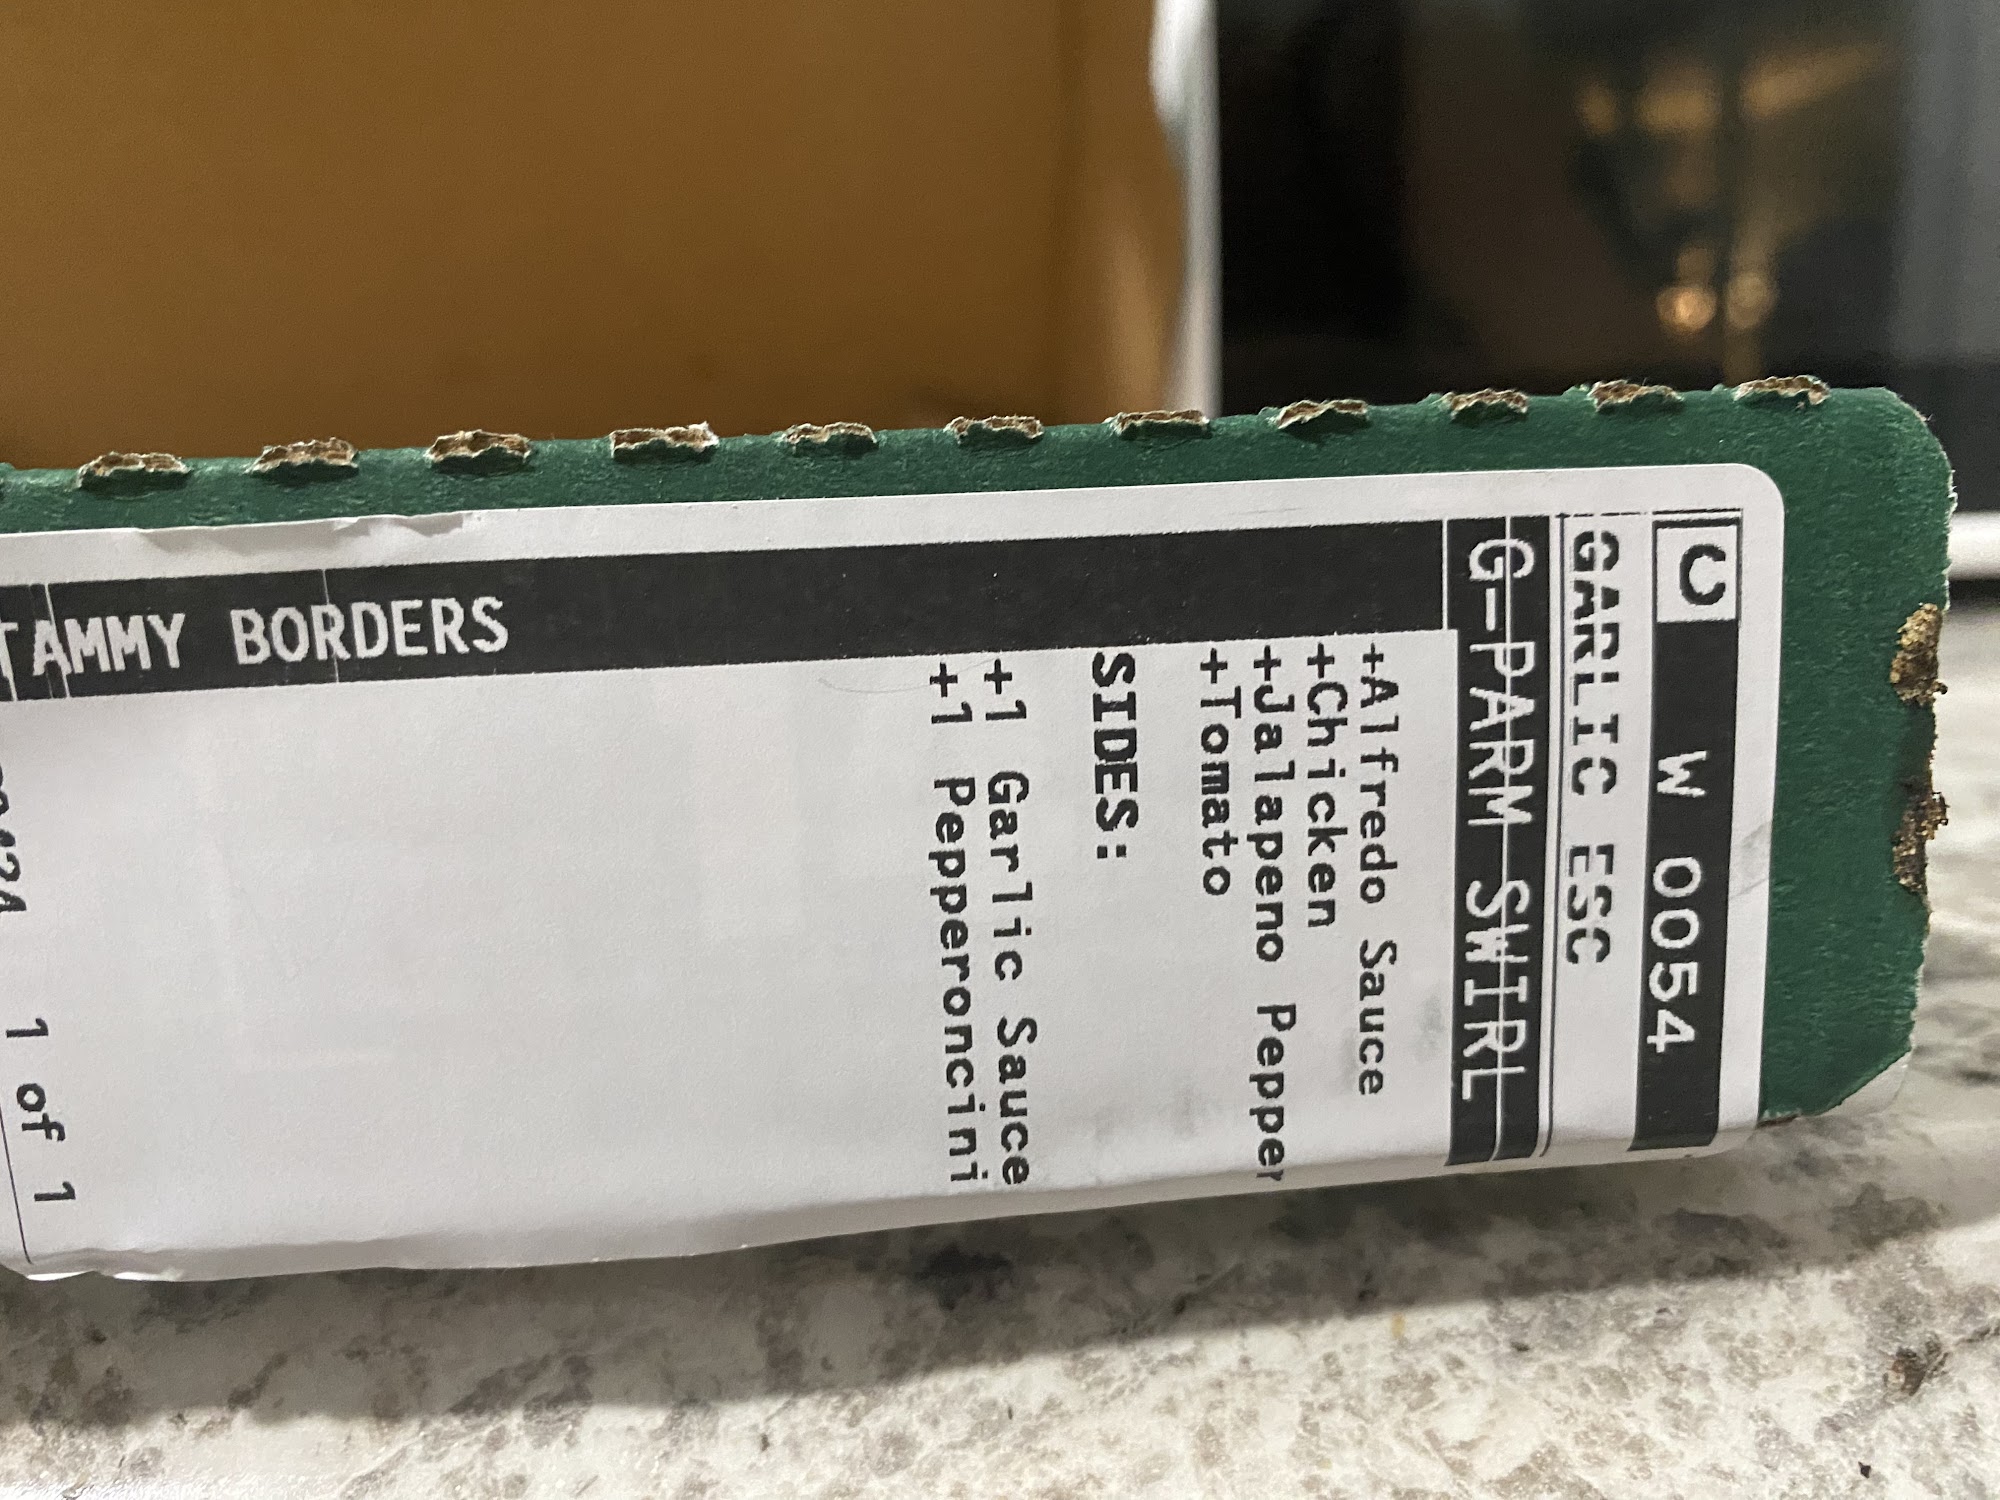 C W 0054
GARLIC ESC
G-PARM SWIRL
+Alfredo Sauce
+Chicken
+Jalapeno Pepper
+Tomato
SIDES:
+1 Garlic Sauce
+1 Pepperoncini
TAMMY BORDERS
1 of 1